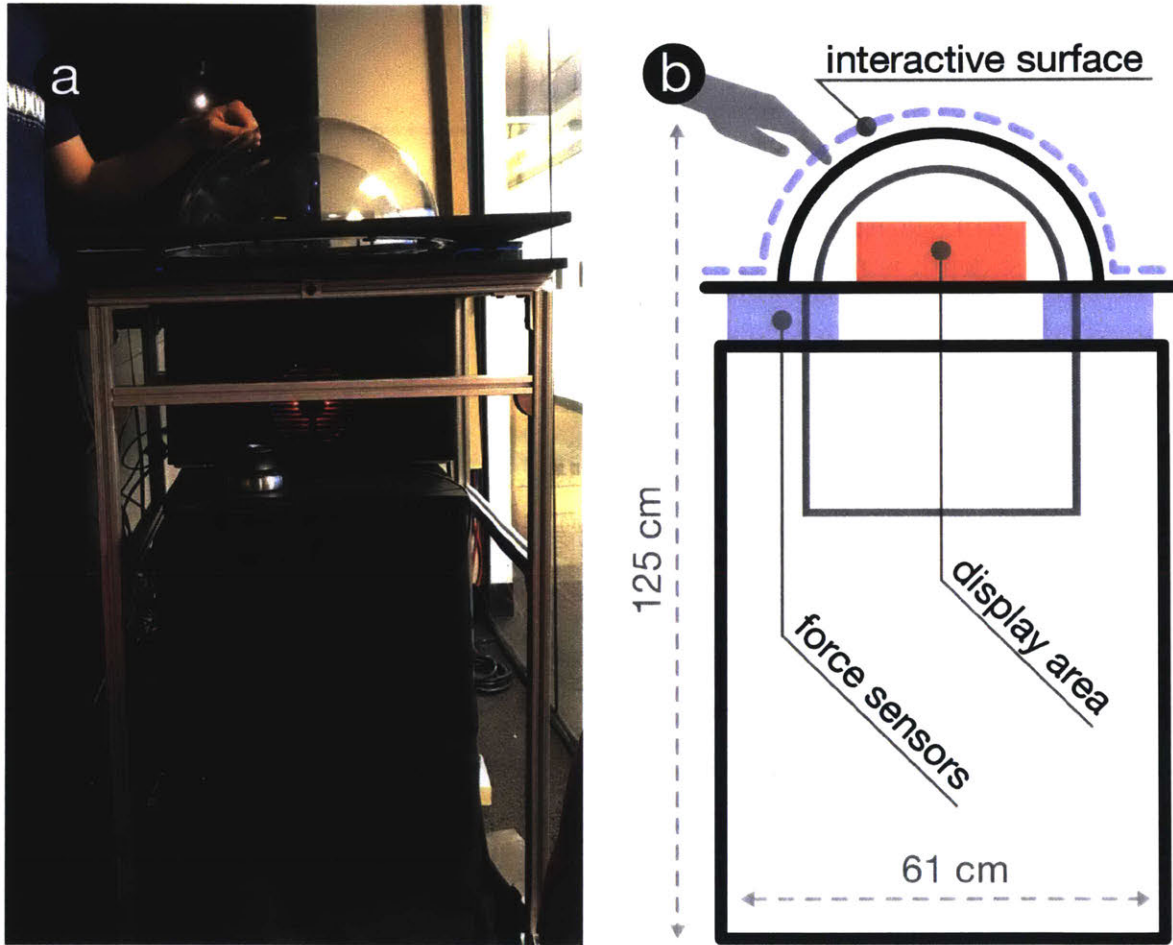 a
b
interactive surface
125 cm
display area
force sensors
61 cm